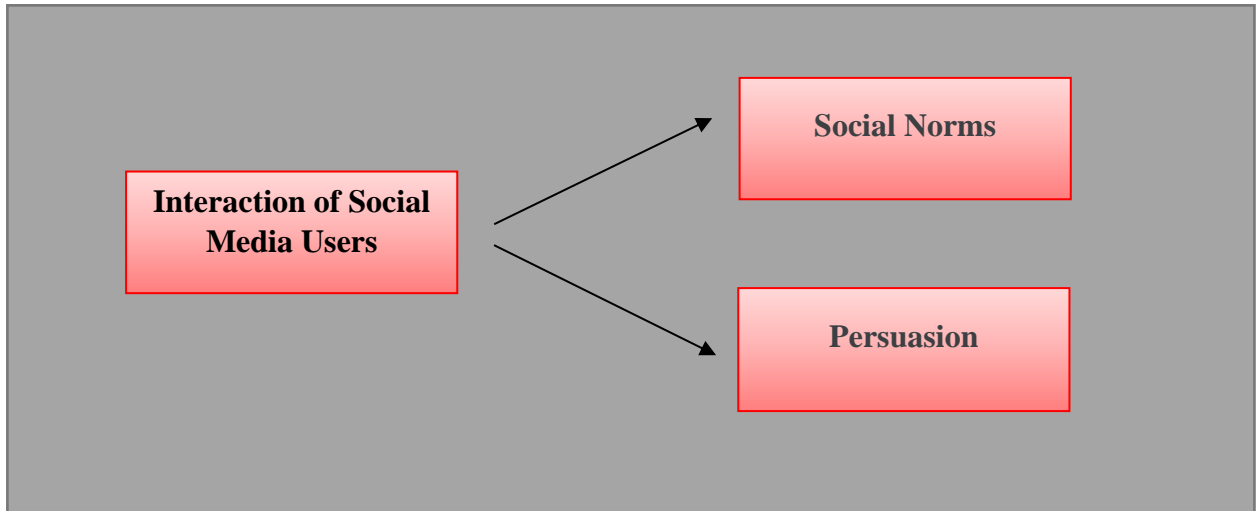 Social Norms
Interaction of Social
Media Users
Persuasion